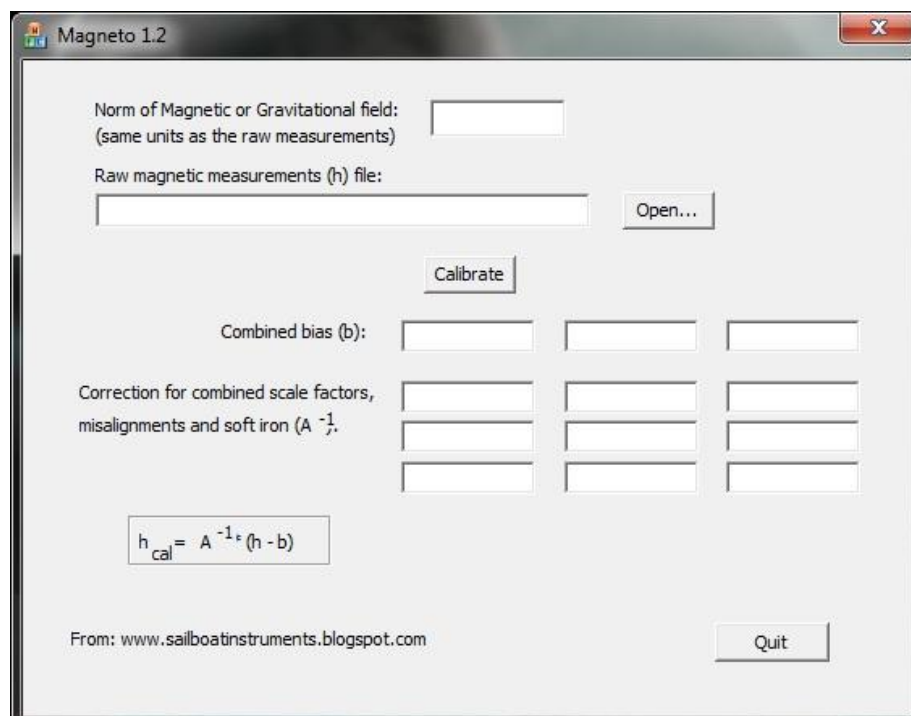 Magneto 1.2
X
Norm of Magnetic or Gravitational field:
(same units as the raw measurements)
Raw magnetic measurements (h) file:
Open...
Calibrate
Combined bias (b):
Correction for combined scale factors,
misalignments and soft iron (A -1).
h cal = A -1 * (h - b)
From: www.sailboatinstruments.blogspot.com
Quit